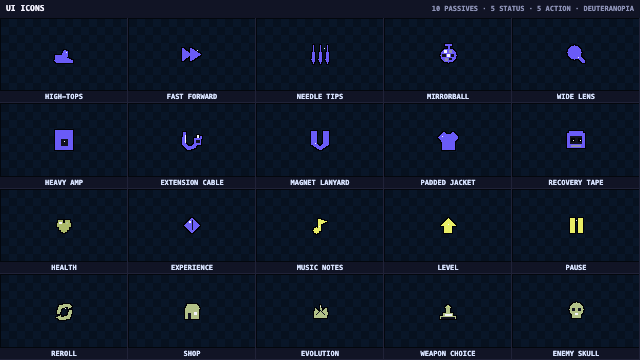 UI ICONS
10 PASSIVES · 5 STATUS · 5 ACTION · DEUTERANOPIA
HIGH-TOPS
FAST FORWARD
NEEDLE TIPS
MIRRORBALL
WIDE LENS
HEAVY AMP
EXTENSION CABLE
MAGNET LANYARD
PADDED JACKET
RECOVERY TAPE
HEALTH
EXPERIENCE
MUSIC NOTES
LEVEL
PAUSE
REROLL
SHOP
EVOLUTION
WEAPON CHOICE
ENEMY SKULL